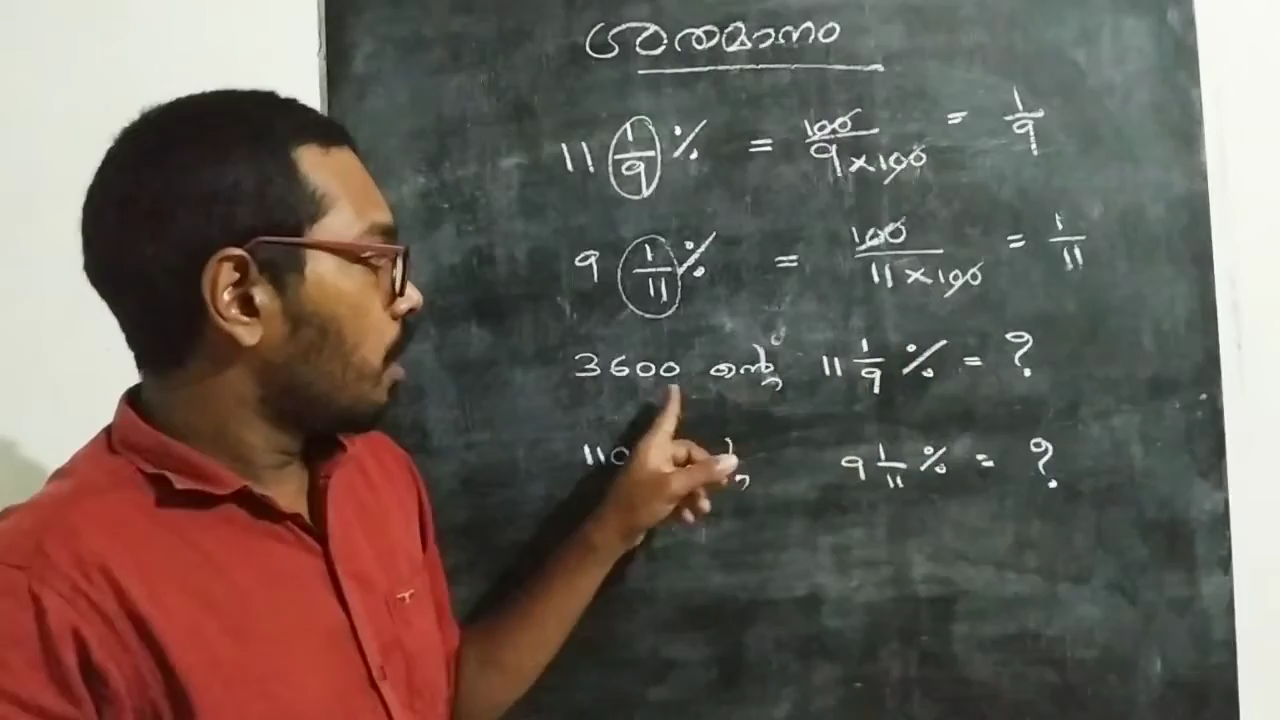 ശതമാനം
11 1/9 % = 100/9×100 = 1/9
9 1/11 % = 100/11×100 = 1/11
3600 ന്റെ 11 1/9 % = ?
110 9 1/11 % = ?